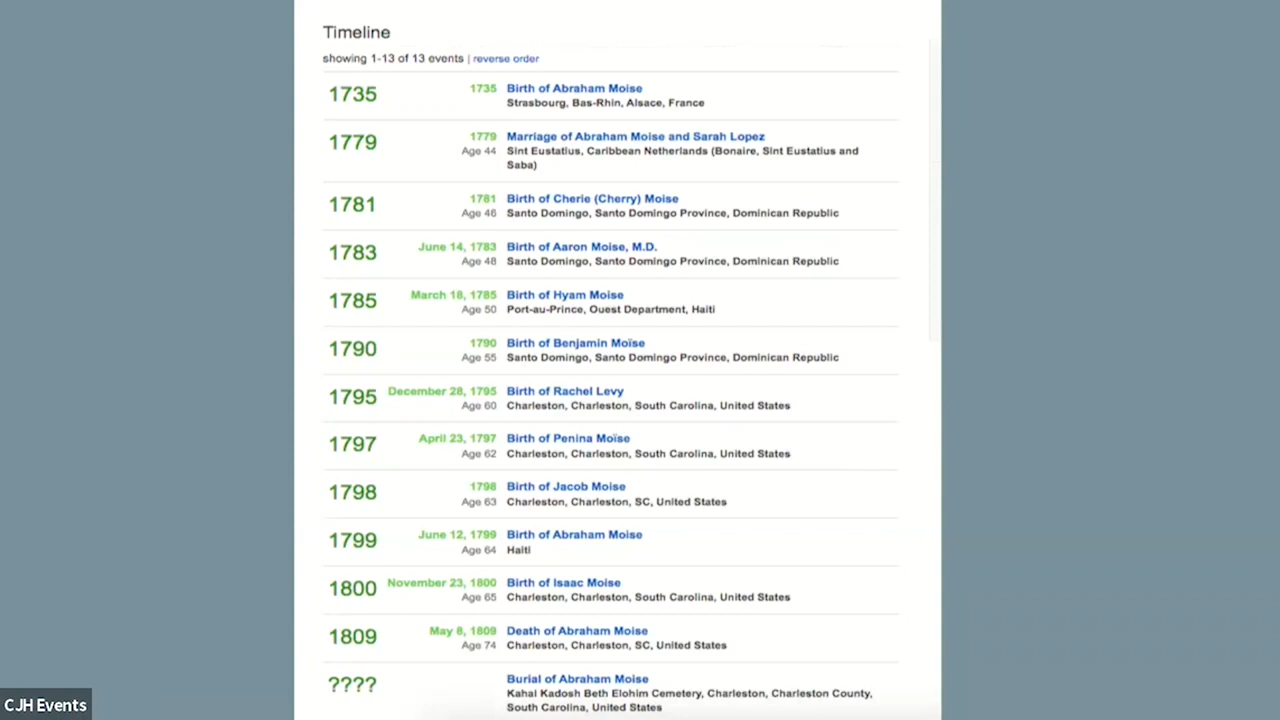 Timeline
showing 1-13 of 13 events | reverse order
1735 1735 Birth of Abraham Moise
Strasbourg, Bas-Rhin, Alsace, France
1779 1779 Marriage of Abraham Moise and Sarah Lopez
Age 44 Sint Eustatius, Caribbean Netherlands (Bonaire, Sint Eustatius and
Saba)
1781 1781 Birth of Cherie (Cherry) Moise
Age 46 Santo Domingo, Santo Domingo Province, Dominican Republic
1783 June 14, 1783 Birth of Aaron Moise, M.D.
Age 48 Santo Domingo, Santo Domingo Province, Dominican Republic
1785 March 18, 1785 Birth of Hyam Moise
Age 50 Port-au-Prince, Ouest Department, Haiti
1790 1790 Birth of Benjamin Moïse
Age 55 Santo Domingo, Santo Domingo Province, Dominican Republic
1795 December 28, 1795 Birth of Rachel Levy
Age 60 Charleston, Charleston, South Carolina, United States
1797 April 23, 1797 Birth of Penina Moïse
Age 62 Charleston, Charleston, South Carolina, United States
1798 1798 Birth of Jacob Moise
Age 63 Charleston, Charleston, SC, United States
1799 June 12, 1799 Birth of Abraham Moise
Age 64 Haiti
1800 November 23, 1800 Birth of Isaac Moise
Age 65 Charleston, Charleston, South Carolina, United States
1809 May 8, 1809 Death of Abraham Moise
Age 74 Charleston, Charleston, SC, United States
???? Burial of Abraham Moise
Kahal Kadosh Beth Elohim Cemetery, Charleston, Charleston County,
South Carolina, United States
CJH Events